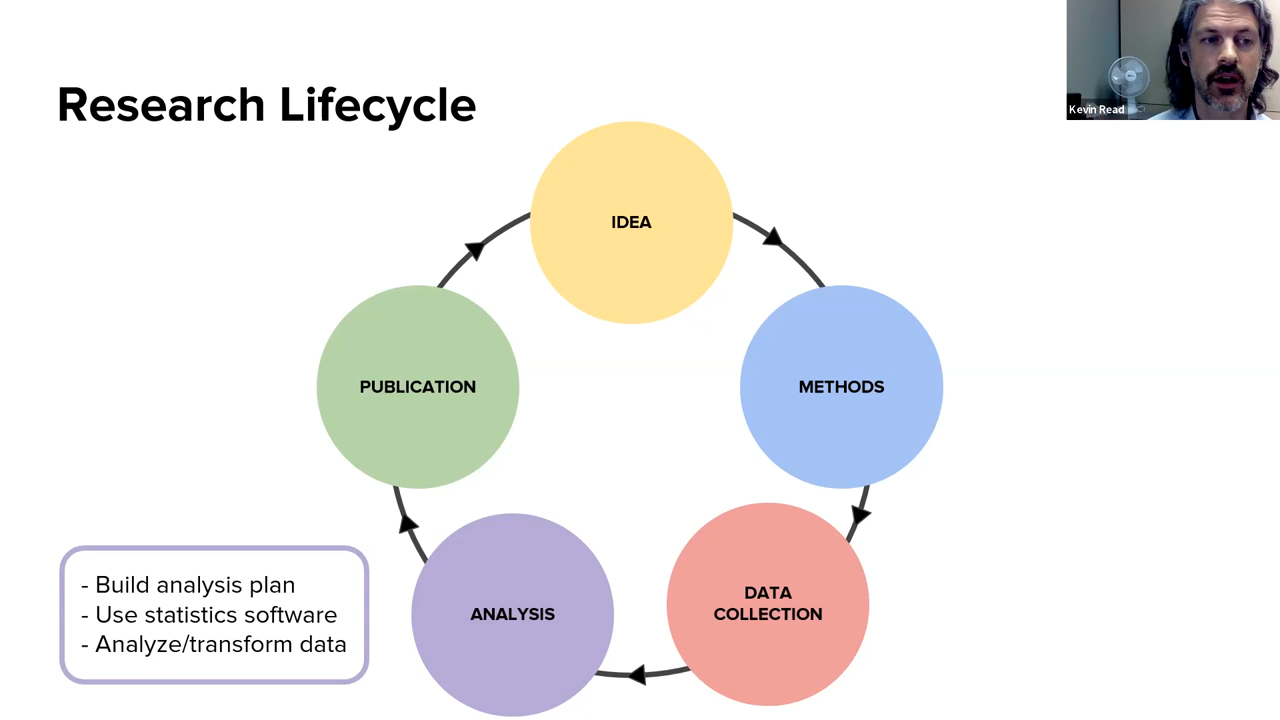 Research Lifecycle
Kevin Read
IDEA
PUBLICATION
METHODS
- Build analysis plan
- Use statistics software
- Analyze/transform data
ANALYSIS
DATA
COLLECTION